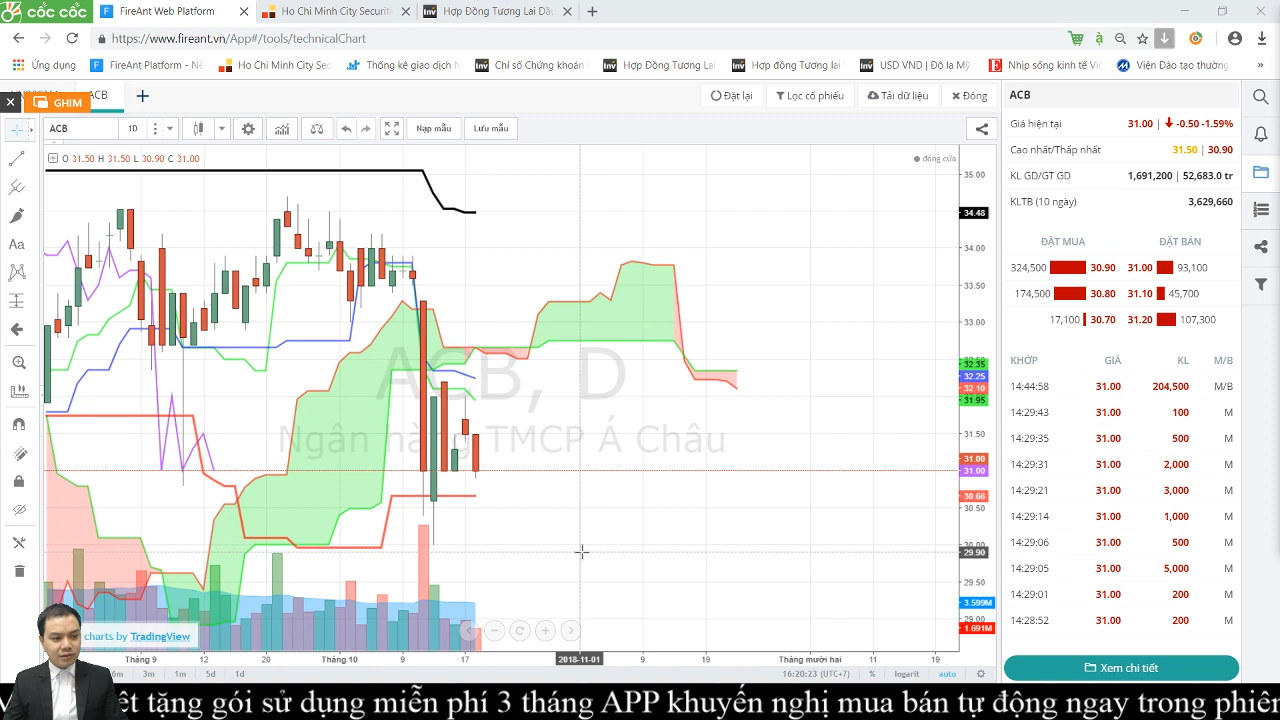 CỐC CỐC
FireAnt Web Platform
Ho Chi Minh City Securitie
Hợp Đồng Tương Lai Dầu
https://www.fireant.vn/App#/tools/technicalChart
Ứng dụng
FireAnt Platform - Nề
Ho Chi Minh City Sec
Thống kê giao dịch N
Chỉ số Chứng khoán
Hợp Đồng Tương Lai
Hợp đồng Tương lai
USD VND | Đô la Mỹ
Nhịp sống kinh tế Vi
Viện Đào tạo thường
»
GHIM
ACB
Lọc cổ phiếu
Tải dữ liệu
Đóng
ACB
ACB
1D
Nạp mẫu
Lưu mẫu
O 31.50 H 31.50 L 30.90 C 31.00
đóng cửa
ACB, D
Ngân hàng TMCP Á Châu
35.00
34.48
34.00
33.50
33.00
32.35
32.25
32.10
31.95
31.50
31.00
31.00
30.66
30.50
30.00
29.90
29.50
3.599M
29.00
1.691M
charts by TradingView
Tháng 9
12
20
Tháng 10
9
17
2018-11-01
9
19
Tháng mười hai
11
19
6m
3m
1m
5d
1d
16:20:23 (UTC+7)
%
logarit
auto
Giá hiện tại
31.00 | -0.50 -1.59%
Cao nhất/Thấp nhất
31.50 | 30.90
KL GD/GT GD
1,691,200 | 52,683.0 tr
KLTB (10 ngày)
3,629,660
ĐẶT MUA
ĐẶT BÁN
324,500 30.90 31.00 93,100
174,500 30.80 31.10 45,700
17,100 30.70 31.20 107,300
KHỚP GIÁ KL M/B
14:44:58 31.00 204,500 M/B
14:29:43 31.00 100 M
14:29:35 31.00 500 M
14:29:31 31.00 2,000 M
14:29:21 31.00 3,000 M
14:29:14 31.00 1,000 M
14:29:06 31.00 500 M
14:29:05 31.00 5,000 M
14:29:01 31.00 200 M
14:28:52 31.00 200 M
Xem chi tiết
ệt tặng gói sử dụng miễn phí 3 tháng APP khuyến nghị mua bán tự động ngay trong phiên